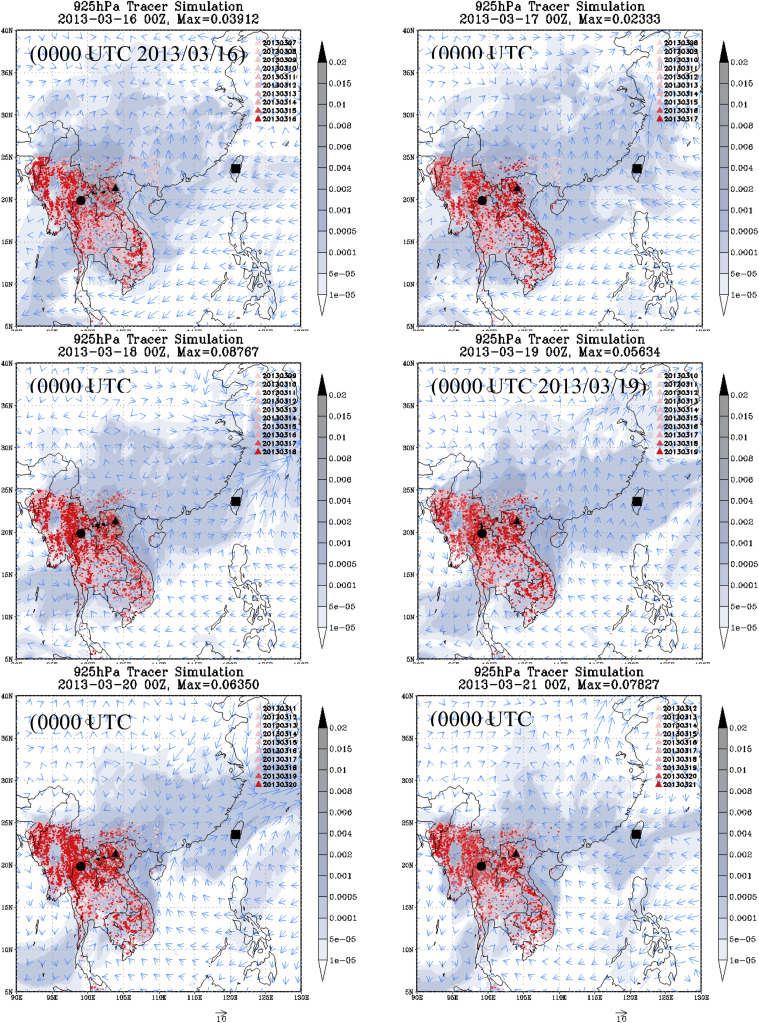 925hPa Tracer Simulation
2013-03-16 00Z, Max=0.03912
(0000 UTC 2013/03/16)
20130307
20130308
20130309
20130310
20130311
20130312
20130313
20130314
20130315
20130316
40N
35N
30N
25N
20N
15N
10N
5N
0.02
0.015
0.01
0.008
0.006
0.004
0.002
0.001
0.0005
0.0001
5e-05
1e-05
925hPa Tracer Simulation
2013-03-17 00Z, Max=0.02333
(0000 UTC
20130308
20130309
20130310
20130311
20130312
20130313
20130314
20130315
20130316
20130317
40N
35N
30N
25N
20N
15N
10N
5N
0.02
0.015
0.01
0.008
0.006
0.004
0.002
0.001
0.0005
0.0001
5e-05
1e-05
925hPa Tracer Simulation
2013-03-18 00Z, Max=0.08767
(0000 UTC
20130309
20130310
20130311
20130312
20130313
20130314
20130315
20130316
20130317
20130318
40N
35N
30N
25N
20N
15N
10N
5N
0.02
0.015
0.01
0.008
0.006
0.004
0.002
0.001
0.0005
0.0001
5e-05
1e-05
925hPa Tracer Simulation
2013-03-19 00Z, Max=0.05634
(0000 UTC 2013/03/19)
20130310
20130311
20130312
20130313
20130314
20130315
20130316
20130317
20130318
20130319
40N
35N
30N
25N
20N
15N
10N
5N
0.02
0.015
0.01
0.008
0.006
0.004
0.002
0.001
0.0005
0.0001
5e-05
1e-05
925hPa Tracer Simulation
2013-03-20 00Z, Max=0.06350
(0000 UTC
20130311
20130312
20130313
20130314
20130315
20130316
20130317
20130318
20130319
20130320
40N
35N
30N
25N
20N
15N
10N
5N
90E 95E 100E 105E 110E 115E 120E 125E 130E
0.02
0.015
0.01
0.008
0.006
0.004
0.002
0.001
0.0005
0.0001
5e-05
1e-05
10
925hPa Tracer Simulation
2013-03-21 00Z, Max=0.07827
(0000 UTC
20130312
20130313
20130314
20130315
20130316
20130317
20130318
20130319
20130320
20130321
40N
35N
30N
25N
20N
15N
10N
5N
90E 95E 100E 105E 110E 115E 120E 125E 130E
0.02
0.015
0.01
0.008
0.006
0.004
0.002
0.001
0.0005
0.0001
5e-05
1e-05
10